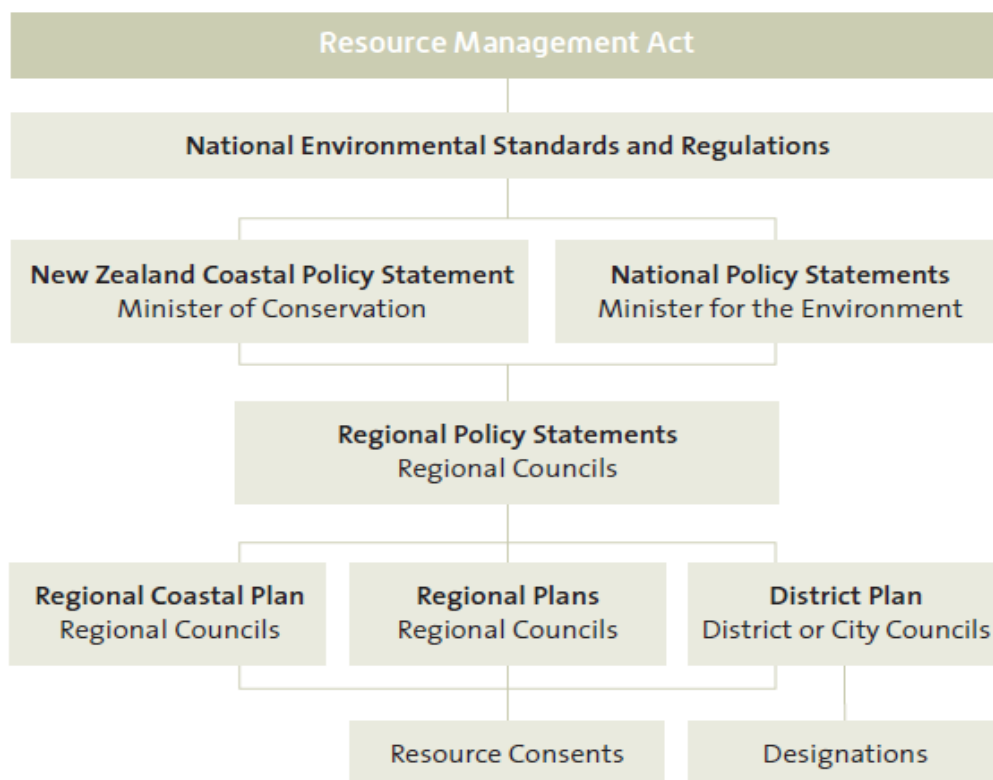 Resource Management Act
National Environmental Standards and Regulations
New Zealand Coastal Policy Statement
Minister of Conservation
National Policy Statements
Minister for the Environment
Regional Policy Statements
Regional Councils
Regional Coastal Plan
Regional Councils
Regional Plans
Regional Councils
District Plan
District or City Councils
Resource Consents
Designations